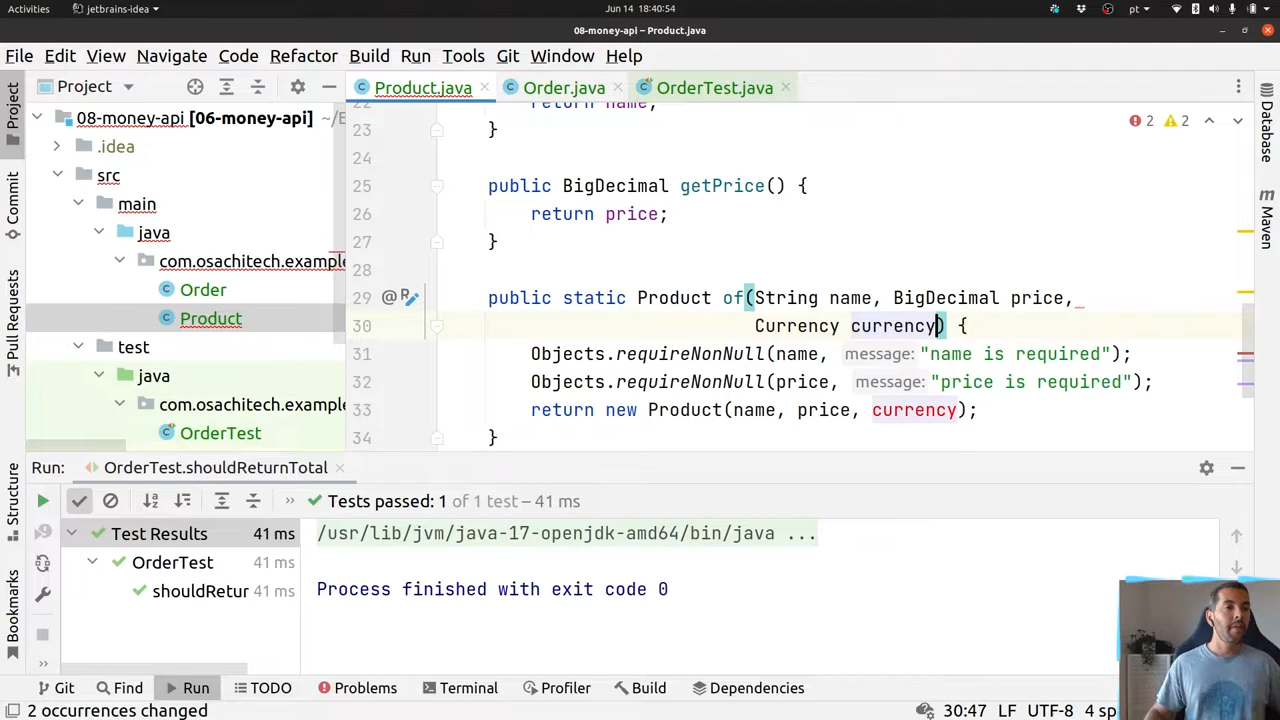 Activities jetbrains-idea Jun 14 18:40:54 pt
08-money-api – Product.java
File Edit View Navigate Code Refactor Build Run Tools Git Window Help
Project Product.java Order.java OrderTest.java
08-money-api [06-money-api] ~/E
.idea
src
main
java
com.osachitech.example
Order
Product
test
java
com.osachitech.example
OrderTest
Project
Commit
Pull Requests
Structure
Bookmarks
Database
Maven
2 2
22 return name;
23 }
24
25 public BigDecimal getPrice() {
26 return price;
27 }
28
29 @ public static Product of(String name, BigDecimal price,
30 Currency currency) {
31 Objects.requireNonNull(name, message: "name is required");
32 Objects.requireNonNull(price, message: "price is required");
33 return new Product(name, price, currency);
34 }
Run: OrderTest.shouldReturnTotal
Tests passed: 1 of 1 test – 41 ms
Test Results 41 ms
OrderTest 41 ms
shouldRetur 41 ms
/usr/lib/jvm/java-17-openjdk-amd64/bin/java ...
Process finished with exit code 0
Git Find Run TODO Problems Terminal Profiler Build Dependencies
2 occurrences changed 30:47 LF UTF-8 4 sp